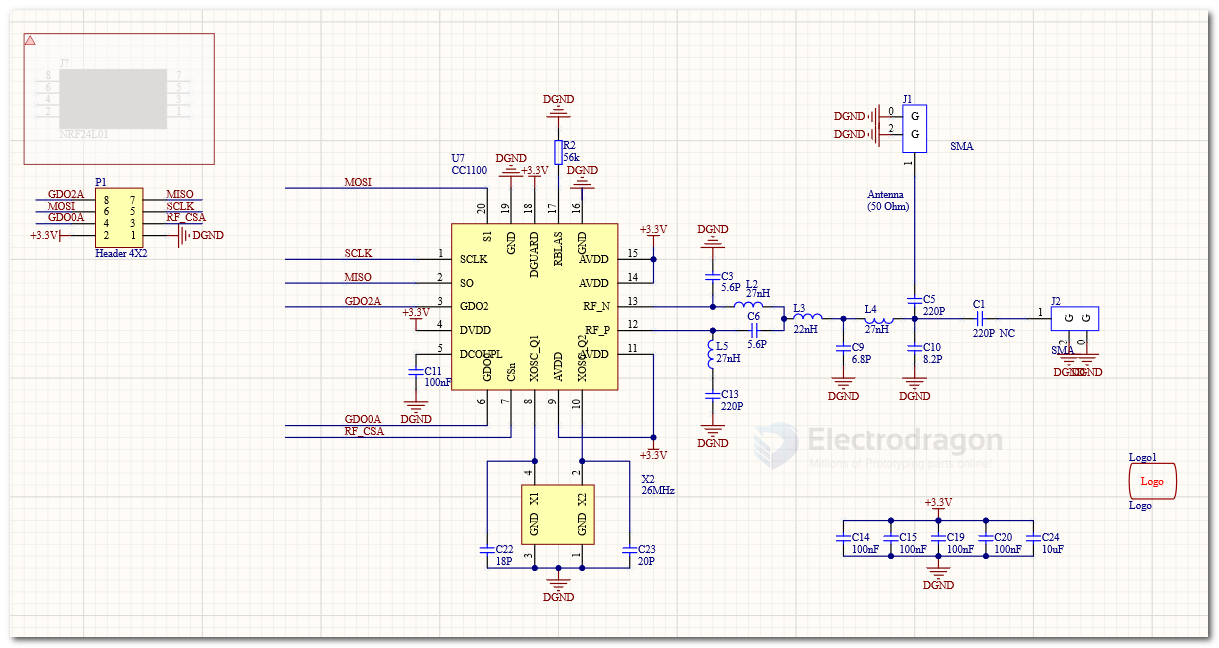 J?
8 7
6 5
4 3
2 1
NRF24L01
P1
GDO2A 8 7 MISO
MOSI 6 5 SCLK
GDO0A 4 3 RF_CSA
+3.3V 2 1 DGND
Header 4X2
DGND
R2
56k
U7
CC1100
DGND
+3.3V
DGND
MOSI
20 19 18 17 16
S1 GND DGUARD RBLAS GND
SCLK 1 SCLK
MISO 2 SO
GDO2A 3 GDO2
+3.3V
4 DVDD
5 DCOUPL
C11
100nF
DGND
+3.3V
AVDD 15
AVDD 14
RF_N 13
RF_P 12
AVDD 11
GDO0 CSn XOSC_Q1 AVDD XOSC_Q2
6 7 8 9 10
GDO0A
RF_CSA
+3.3V
X2
26MHz
4 2
X1 X2
GND GND
3 1
C22
18P
C23
20P
DGND
DGND
C3
5.6P
L2
27nH
C6
5.6P
L5
27nH
C13
220P
DGND
L3
22nH
C9
6.8P
DGND
L4
27nH
C10
8.2P
DGND
C5
220P
Antenna
(50 Ohm)
J1
DGND 0 G
DGND 2 G
1
SMA
C1
220P NC
J2
1 G G
2 0
SMA
DGND DGND
Electrodragon
Millions of Prototyping parts online!
Logo1
Logo
Logo
+3.3V
C14
100nF
C15
100nF
C19
100nF
C20
100nF
C24
10uF
DGND